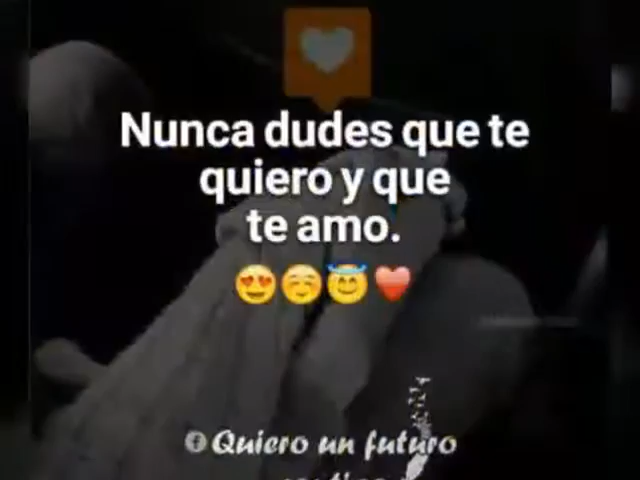 Nunca dudes que te
quiero y que
te amo.
😍☺😇❤
Quiero un futuro